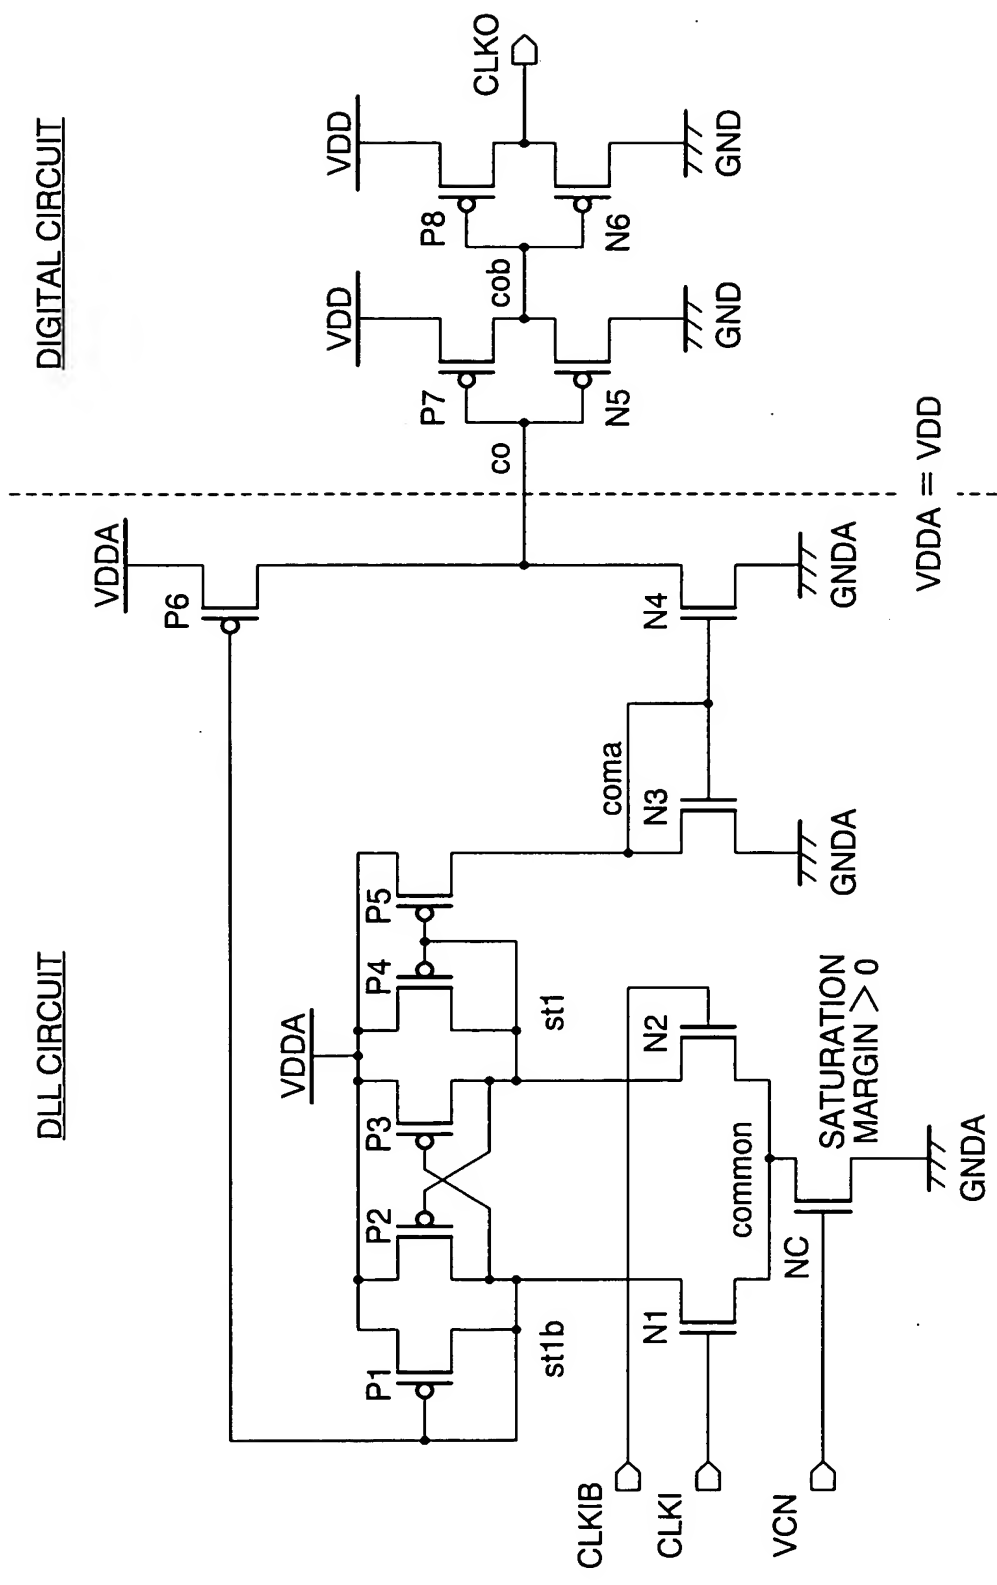 DLL CIRCUIT
DIGITAL CIRCUIT
VDDA
P6
VDDA
VDD
VDD
P1
P2
P3
P4
P5
P7
P8
st1b
st1
co
cob
CLKO
coma
N5
N6
GND
GND
CLKIB
CLKI
VCN
N1
N2
N3
N4
common
NC
SATURATION
MARGIN > 0
GNDA
GNDA
GNDA
VDDA = VDD